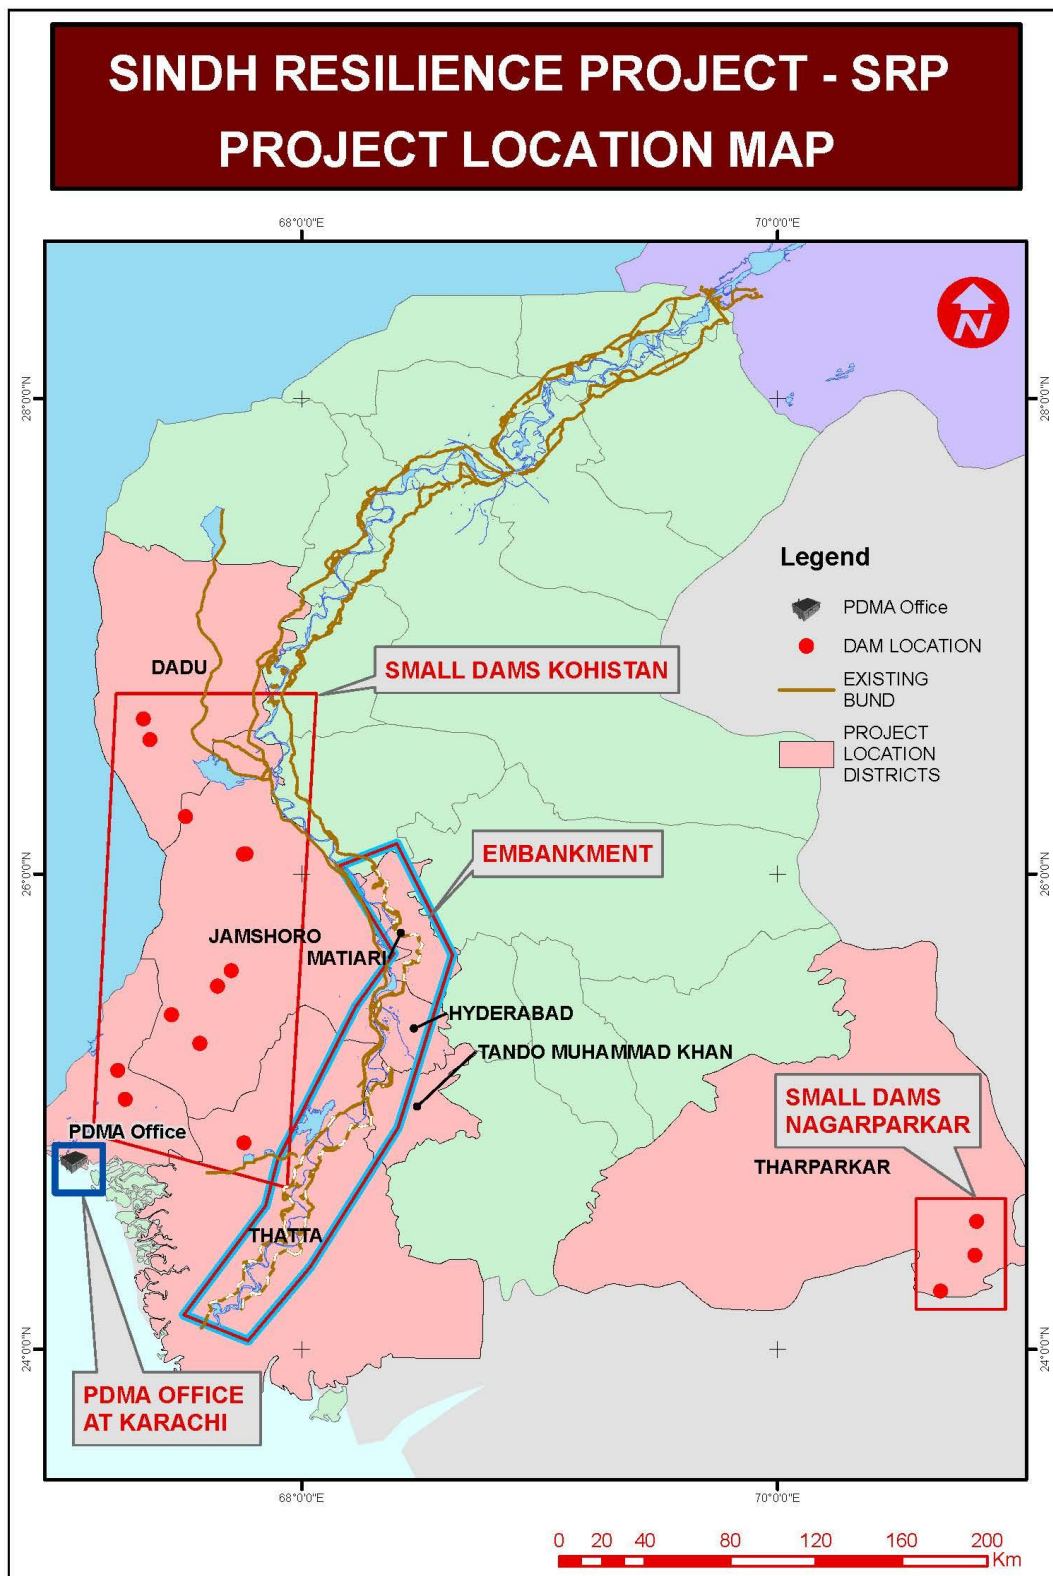 SINDH RESILIENCE PROJECT - SRP
PROJECT LOCATION MAP
68°0'0"E
70°0'0"E
N
28°0'0"N
28°0'0"N
Legend
PDMA Office
DAM LOCATION
EXISTING
BUND
PROJECT
LOCATION
DISTRICTS
DADU
SMALL DAMS KOHISTAN
EMBANKMENT
26°0'0"N
26°0'0"N
JAMSHORO
MATIARI
HYDERABAD
TANDO MUHAMMAD KHAN
SMALL DAMS
NAGARPARKAR
PDMA Office
THARPARKAR
THATTA
24°0'0"N
24°0'0"N
PDMA OFFICE
AT KARACHI
68°0'0"E
70°0'0"E
0 20 40 80 120 160 200
Km